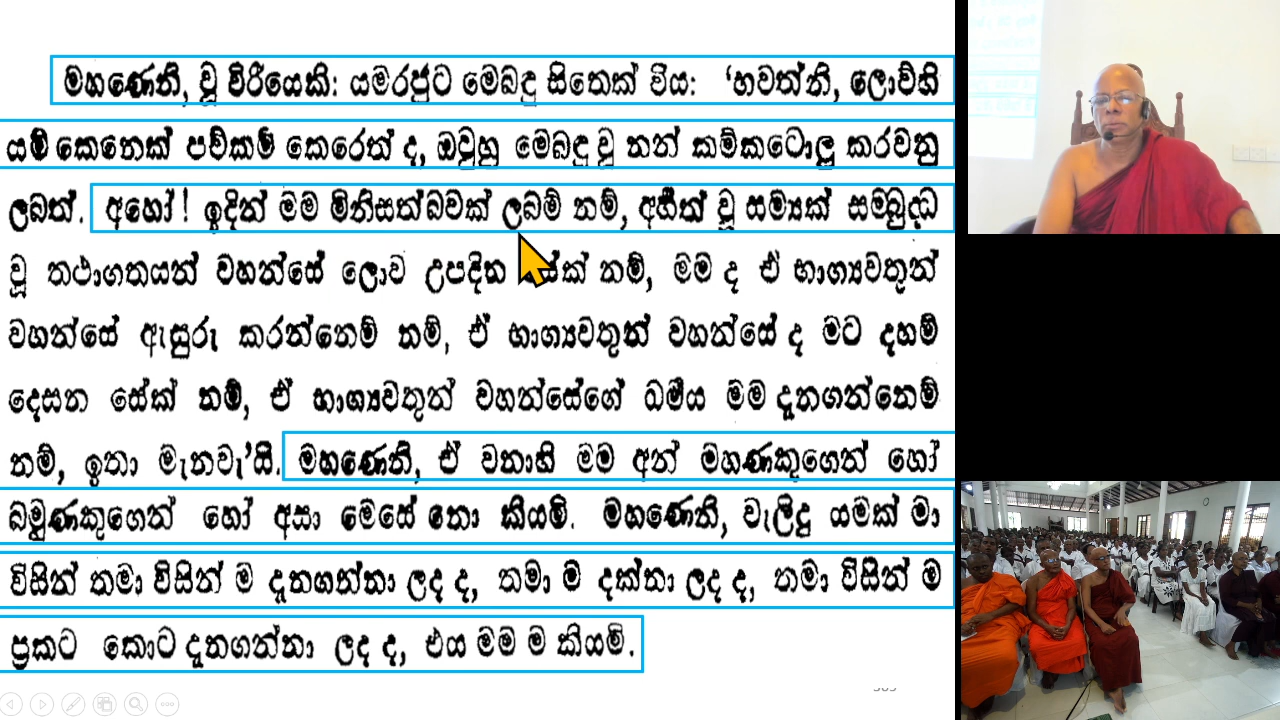 මහණෙනි, වූ විරීයෙකි: යමරජුට මෙබඳු සිතෙක් විය: ‘භවත්නි, ලොව්හි
යම් කෙනෙක් පව්කම් කෙරෙත් ද, ඔවුහු මෙබඳු වූ නන් කම්කටොලු කරවනු
ලබත්. අහෝ! ඉදින් මම මිනිසත්බවක් ලබම් නම්, අර්හත් වූ සම්‍යක් සම්බුද්ධ
වූ තථාගතයන් වහන්සේ ලොව උපදින සේක් නම්, මම ද ඒ භාග්‍යවතුන්
වහන්සේ ඇසුරු කරන්නෙම් නම්, ඒ භාග්‍යවතුන් වහන්සේ ද මට දහම්
දෙසන සේක් නම්, ඒ භාග්‍යවතුන් වහන්සේගේ ධර්මය මම දැනගන්නෙම්
නම්, ඉතා මැනවැ’යි. මහණෙනි, ඒ වනාහි මම අන් මහණකුගෙන් හෝ
බමුණකුගෙන් හෝ අසා මෙසේ නො කියමි. මහණෙනි, වැලිදු යමක් මා
විසින් තමා විසින් ම දැනගන්නා ලද ද, තමා ම දක්නා ලද ද, තමා විසින් ම
ප්‍රකට කොට දැනගන්නා ලද ද, එය මම ම කියමි.